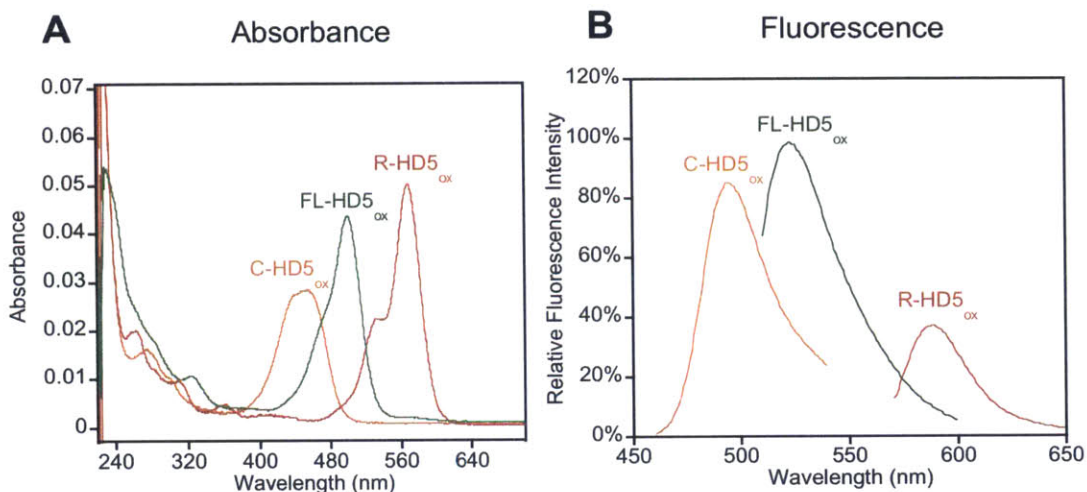 A
Absorbance
0.07
0.06
0.05
0.04
0.03
0.02
0.01
0
Absorbance
R-HD5ox
FL-HD5ox
C-HD5ox
240 320 400 480 560 640
Wavelength (nm)
B
Fluorescence
120%
100%
80%
60%
40%
20%
0%
Relative Fluorescence Intensity
FL-HD5ox
C-HD5ox
R-HD5ox
450 500 550 600 650
Wavelength (nm)